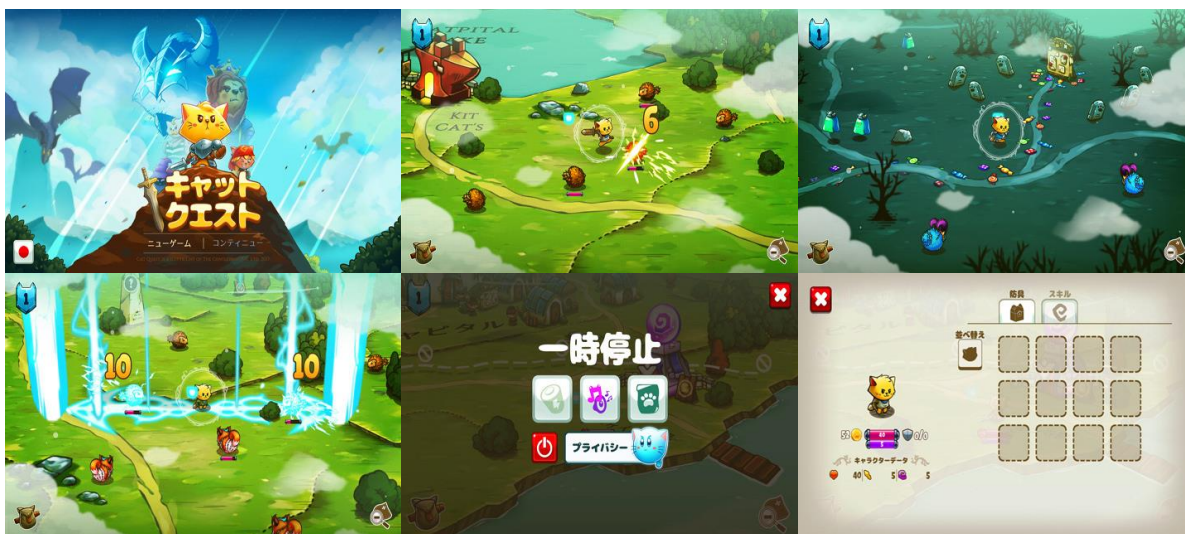 キャット
クエスト
ニューゲーム
コンティニュー
1
KIT
CAT'S
6
1
1
10
10
1
一時停止
プライバシー
防具
スキル
並べ替え
キャラクターデータ
0/0
40
5
5